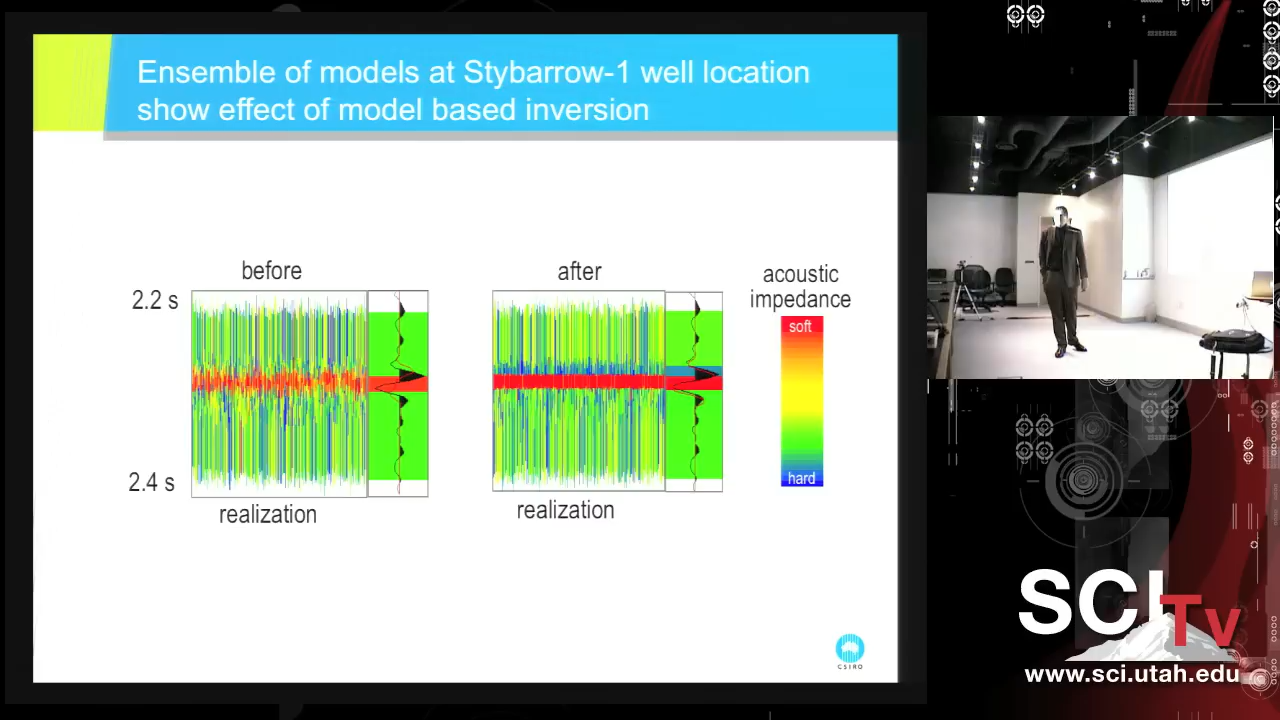 Ensemble of models at Stybarrow-1 well location
show effect of model based inversion
before
after
acoustic
impedance
2.2 s
soft
2.4 s
hard
realization
realization
CSIRO
SCI
Tv
www.sci.utah.edu